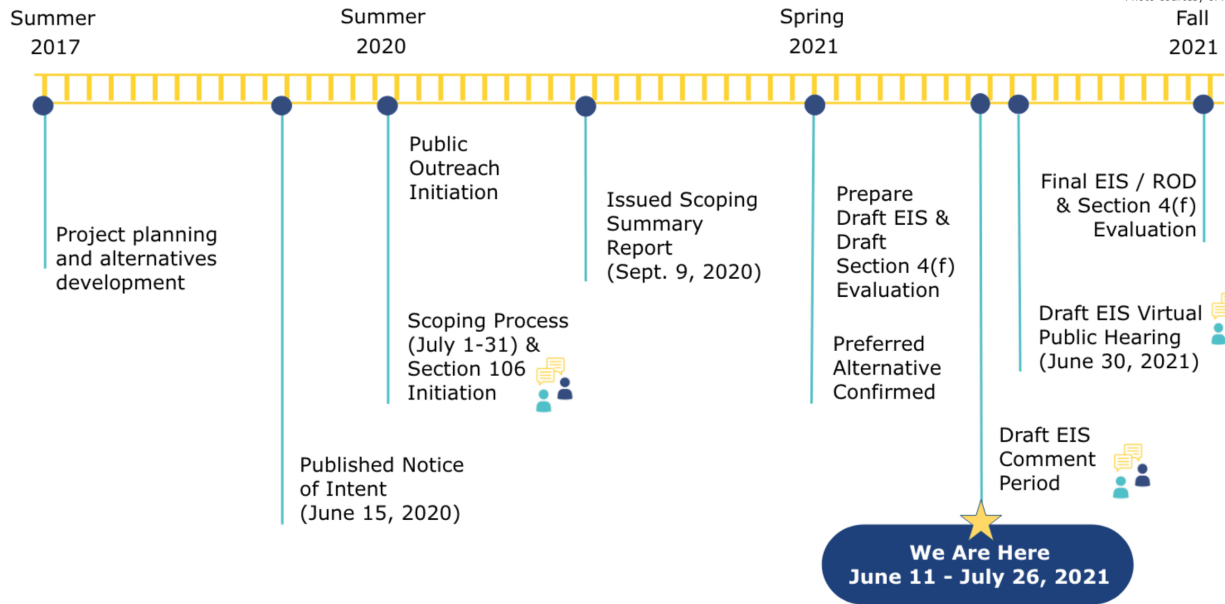 Summer
2017
Summer
2020
Spring
2021
Fall
2021
Project planning
and alternatives
development
Published Notice
of Intent
(June 15, 2020)
Public
Outreach
Initiation
Scoping Process
(July 1-31) &
Section 106
Initiation
Issued Scoping
Summary
Report
(Sept. 9, 2020)
Prepare
Draft EIS &
Draft
Section 4(f)
Evaluation
Preferred
Alternative
Confirmed
Draft EIS
Comment
Period
We Are Here
June 11 - July 26, 2021
Draft EIS Virtual
Public Hearing
(June 30, 2021)
Final EIS / ROD
& Section 4(f)
Evaluation